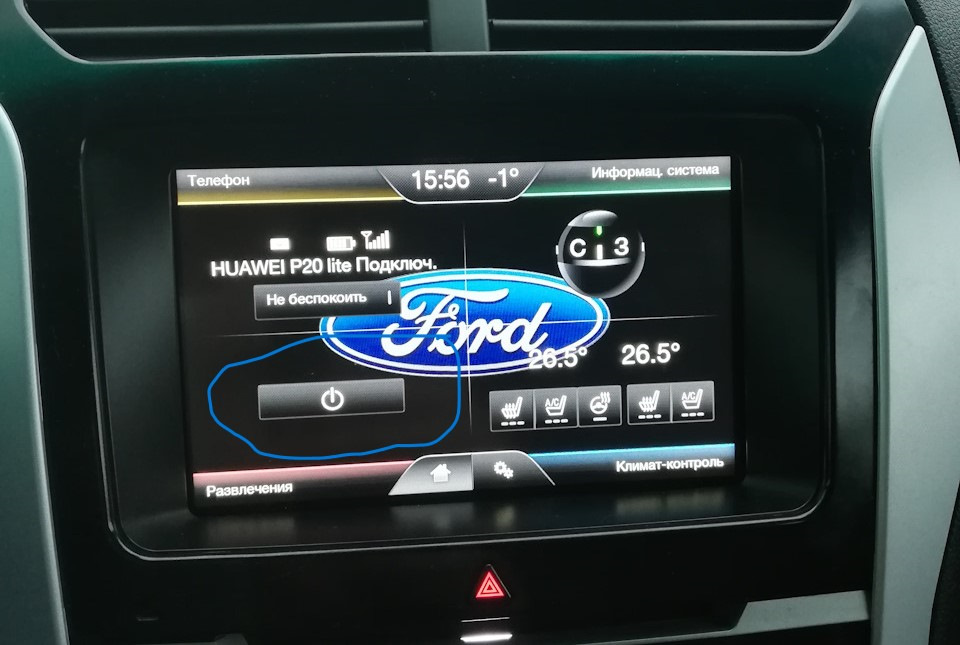 Телефон
15:56 -1°
Информац. система
HUAWEI P20 lite Подключ.
Не беспокоить
С З
Ford
26.5° 26.5°
A/C A/C
Развлечения
Климат-контроль